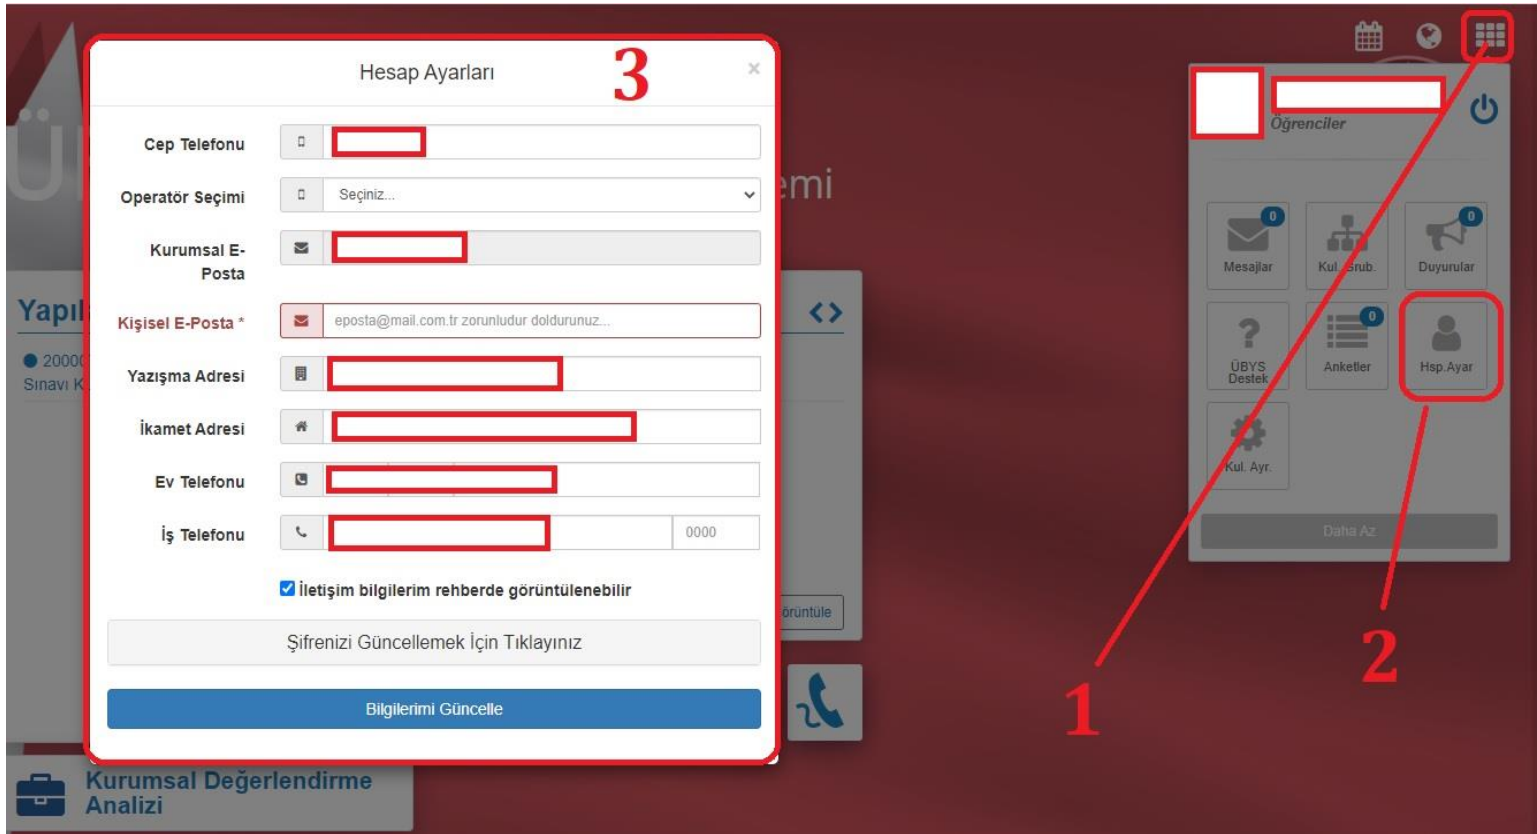 Hesap Ayarları
3
×
Cep Telefonu
Operatör Seçimi
Seçiniz...
Kurumsal E-
Posta
Kişisel E-Posta *
eposta@mail.com.tr zorunludur doldurunuz...
Yazışma Adresi
İkamet Adresi
Ev Telefonu
İş Telefonu
0000
İletişim bilgilerim rehberde görüntülenebilir
Şifrenizi Güncellemek İçin Tıklayınız
Bilgilerimi Güncelle
emi
Yapıl
20000
Sınavı K
örüntüle
Kurumsal Değerlendirme
Analizi
Öğrenciler
0
0
Mesajlar
Kul. Grub.
Duyurular
0
ÜBYS
Destek
Anketler
Hsp.Ayar
Kul. Ayr.
Daha Az
1
2